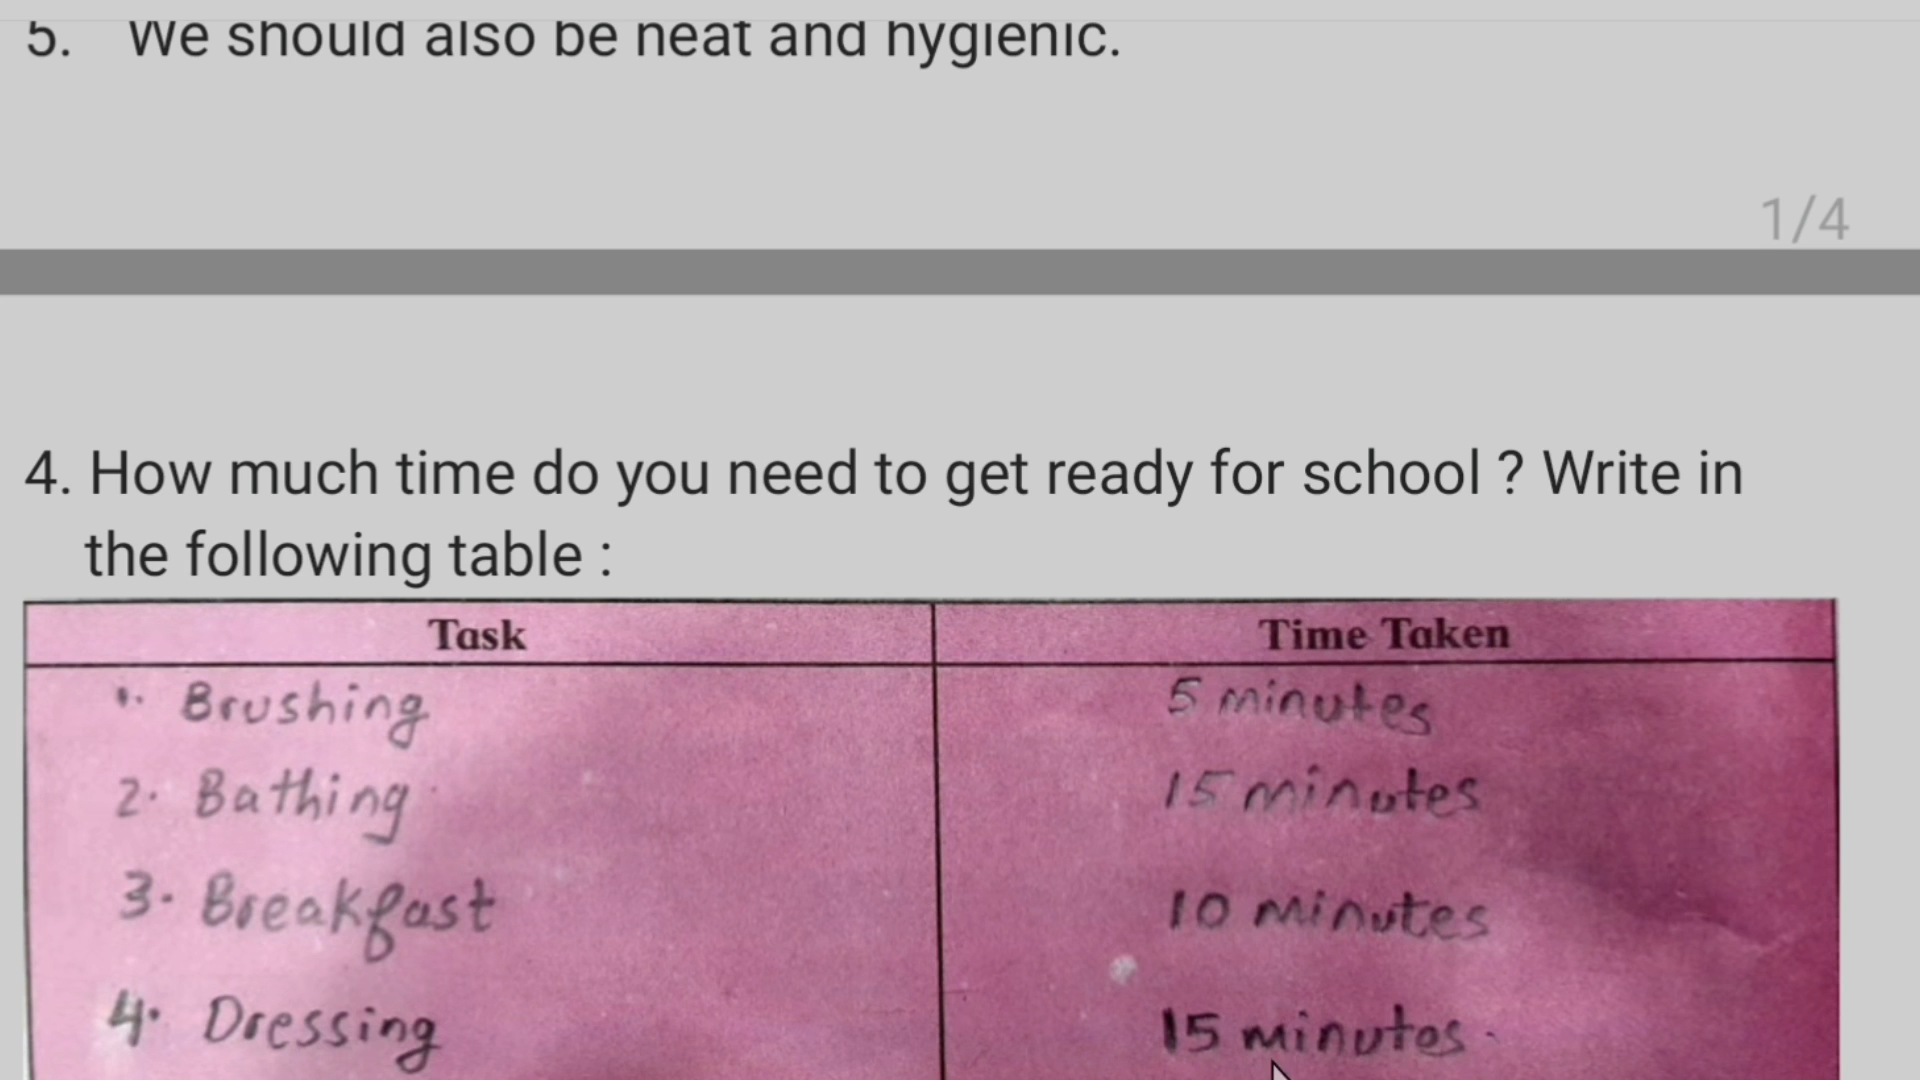 5. We should also be neat and hygienic.
1/4
4. How much time do you need to get ready for school ? Write in
the following table :
Task Time Taken
1. Brushing 5 minutes
2. Bathing 15 minutes
3. Breakfast 10 minutes
4. Dressing 15 minutes.